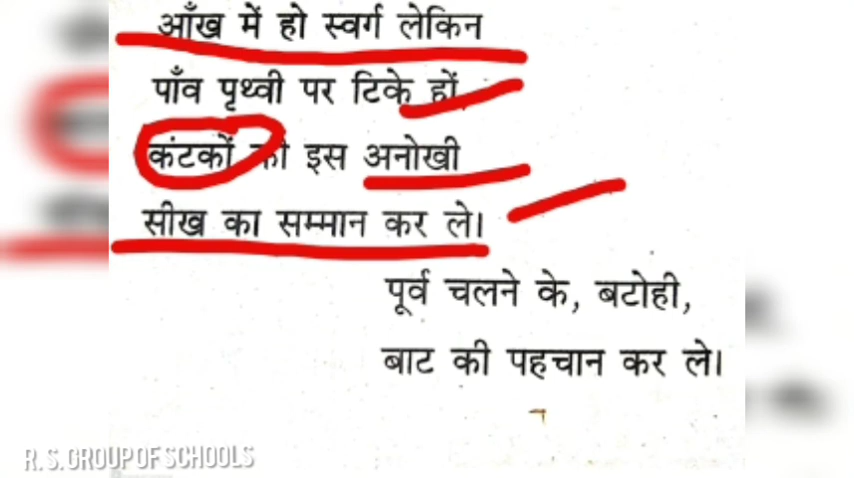 आँख में हो स्वर्ग लेकिन
पाँव पृथ्वी पर टिके हों,
कंटकों की इस अनोखी
सीख का सम्मान कर ले।
पूर्व चलने के, बटोही,
बाट की पहचान कर ले।
R.S.GROUP OF SCHOOLS